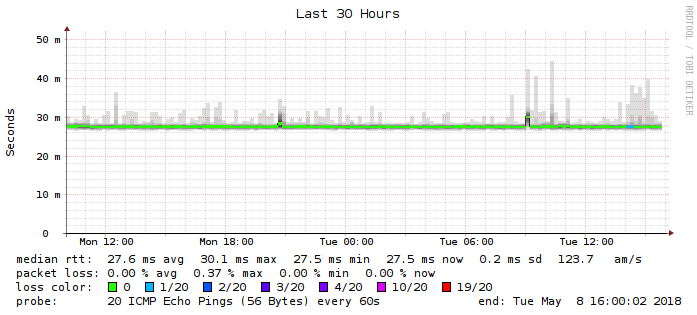 Last 30 Hours
RRDTOOL / TOBI OETIKER
Seconds
50 m
40 m
30 m
20 m
10 m
0
Mon 12:00 Mon 18:00 Tue 00:00 Tue 06:00 Tue 12:00
median rtt: 27.6 ms avg 30.1 ms max 27.5 ms min 27.5 ms now 0.2 ms sd 123.7 am/s
packet loss: 0.00 % avg 0.37 % max 0.00 % min 0.00 % now
loss color: 0 1/20 2/20 3/20 4/20 10/20 19/20
probe: 20 ICMP Echo Pings (56 Bytes) every 60s end: Tue May 8 16:00:02 2018